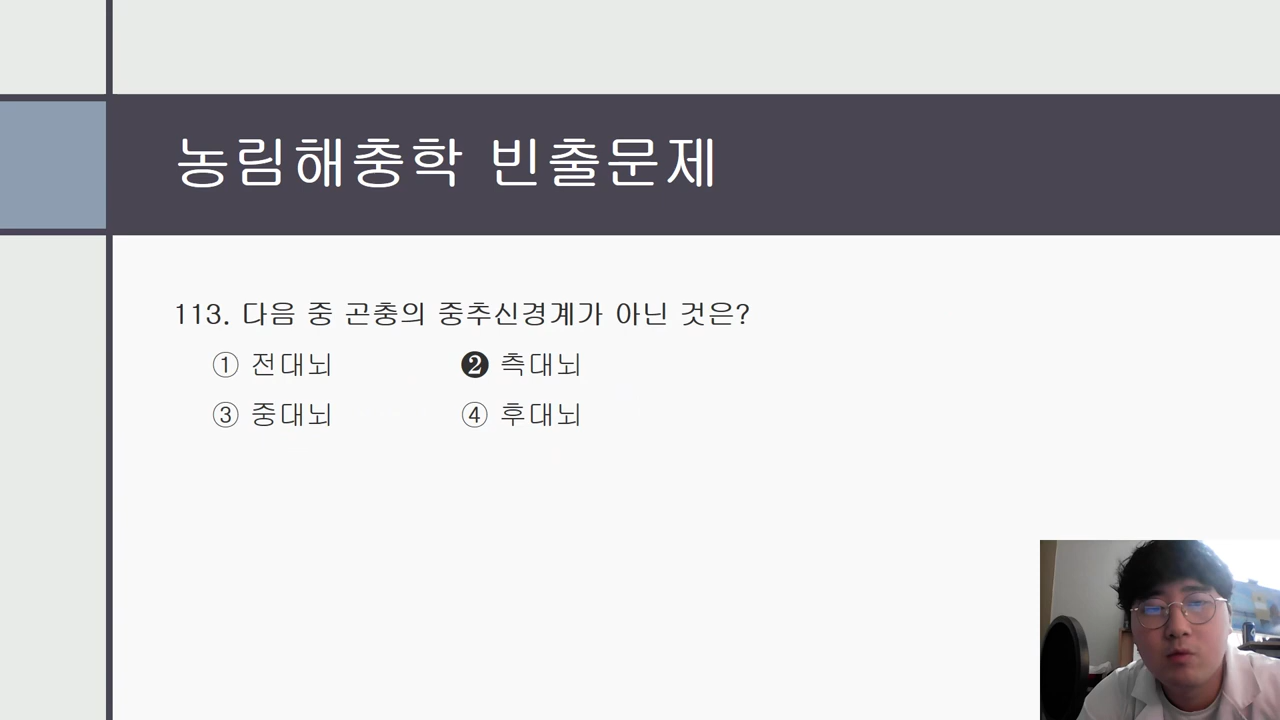 농림해충학 빈출문제
113. 다음 중 곤충의 중추신경계가 아닌 것은?
① 전대뇌 ❷ 측대뇌
③ 중대뇌 ④ 후대뇌